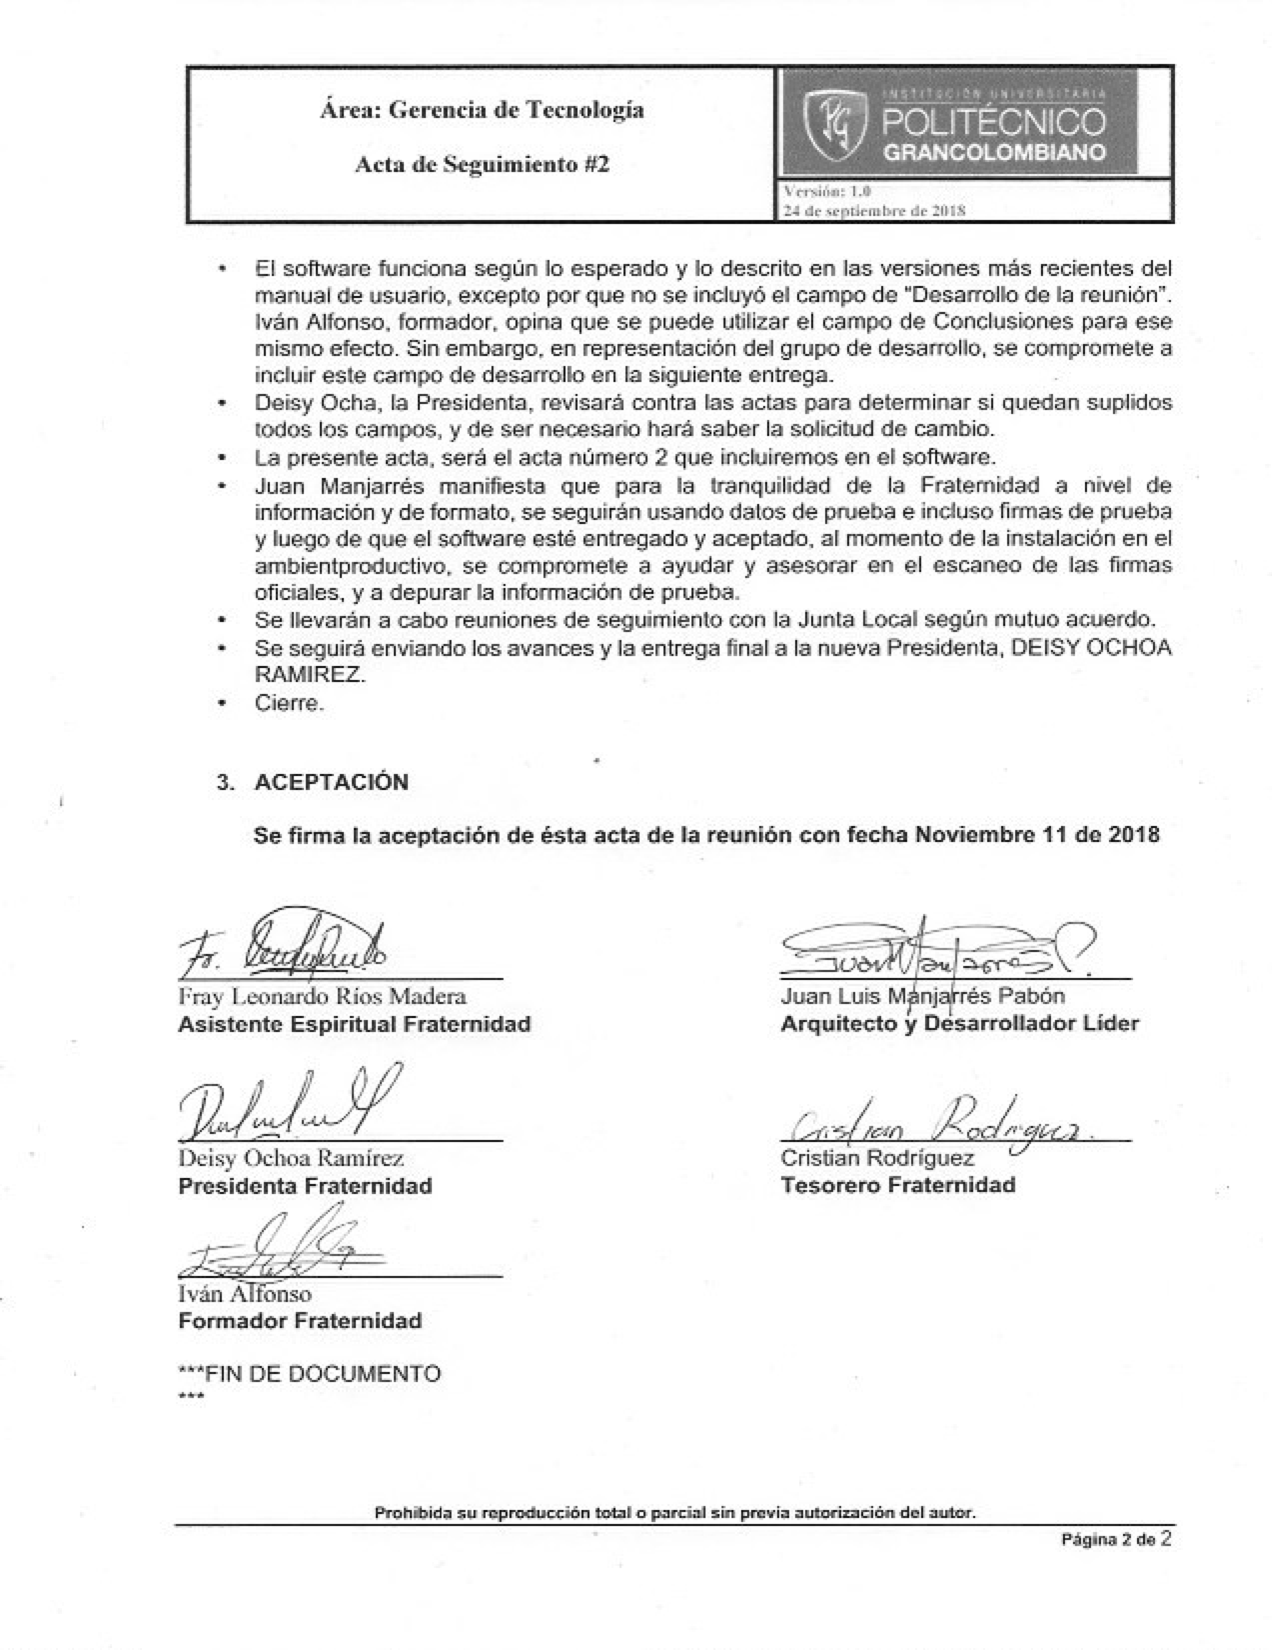 Área: Gerencia de Tecnología
Acta de Seguimiento #2
INSTITUCIÓN UNIVERSITARIA
POLITÉCNICO
GRANCOLOMBIANO
Versión: 1.0
24 de septiembre de 2018
• El software funciona según lo esperado y lo descrito en las versiones más recientes del
manual de usuario, excepto por que no se incluyó el campo de "Desarrollo de la reunión".
Iván Alfonso, formador, opina que se puede utilizar el campo de Conclusiones para ese
mismo efecto. Sin embargo, en representación del grupo de desarrollo, se compromete a
incluir este campo de desarrollo en la siguiente entrega.
• Deisy Ocha, la Presidenta, revisará contra las actas para determinar si quedan suplidos
todos los campos, y de ser necesario hará saber la solicitud de cambio.
• La presente acta, será el acta número 2 que incluiremos en el software.
• Juan Manjarrés manifiesta que para la tranquilidad de la Fraternidad a nivel de
información y de formato, se seguirán usando datos de prueba e incluso firmas de prueba
y luego de que el software esté entregado y aceptado, al momento de la instalación en el
ambientproductivo, se compromete a ayudar y asesorar en el escaneo de las firmas
oficiales, y a depurar la información de prueba.
• Se llevarán a cabo reuniones de seguimiento con la Junta Local según mutuo acuerdo.
• Se seguirá enviando los avances y la entrega final a la nueva Presidenta, DEISY OCHOA
RAMIREZ.
• Cierre.
3. ACEPTACIÓN
Se firma la aceptación de ésta acta de la reunión con fecha Noviembre 11 de 2018
Fr.
Fray Leonardo Ríos Madera
Asistente Espiritual Fraternidad
Juan Manjarrés P.
Juan Luis Manjarrés Pabón
Arquitecto y Desarrollador Líder
Deisy Ochoa Ramírez
Presidenta Fraternidad
Cristian Rodriguez.
Cristian Rodríguez
Tesorero Fraternidad
Iván Alfonso
Formador Fraternidad
***FIN DE DOCUMENTO
***
Prohibida su reproducción total o parcial sin previa autorización del autor.
Página 2 de 2